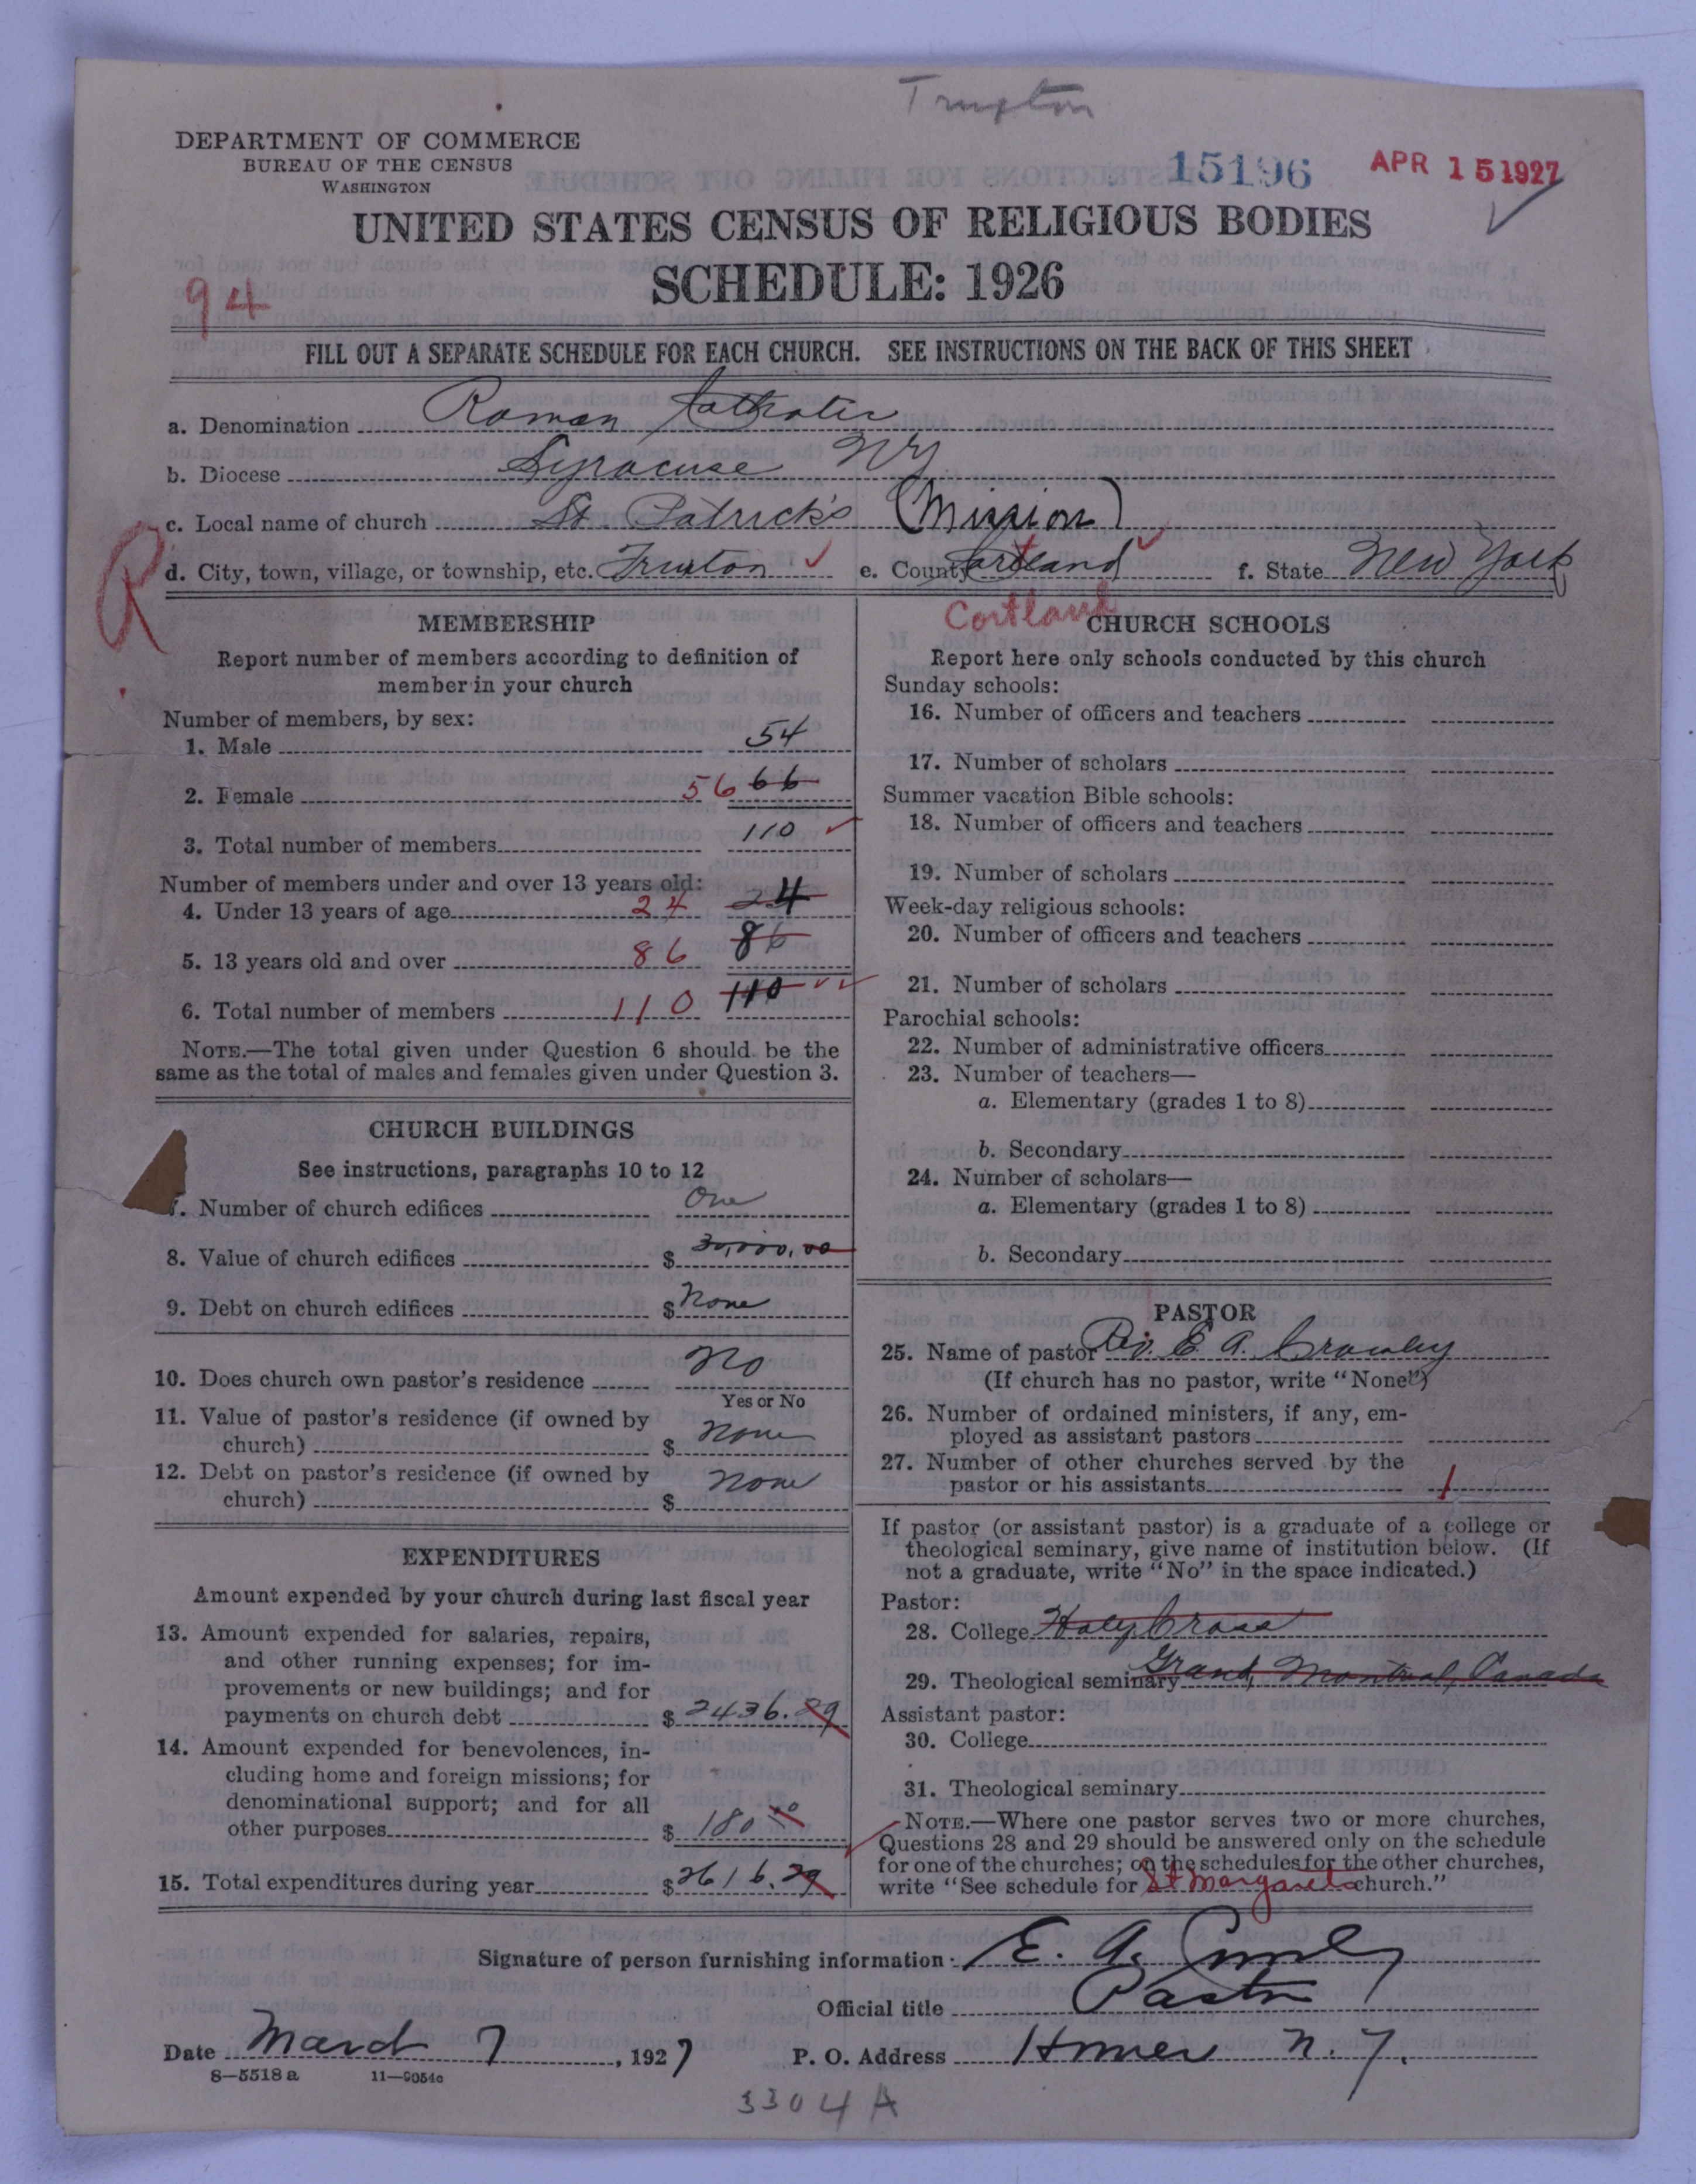 Truxton
DEPARTMENT OF COMMERCE
BUREAU OF THE CENSUS
WASHINGTON
15196
APR 15 1927
UNITED STATES CENSUS OF RELIGIOUS BODIES
SCHEDULE: 1926
94
FILL OUT A SEPARATE SCHEDULE FOR EACH CHURCH. SEE INSTRUCTIONS ON THE BACK OF THIS SHEET
a. Denomination Roman Catholic
b. Diocese Syracuse NY
c. Local name of church St Patrick's (Mission)
R
d. City, town, village, or township, etc. Truxton e. County Cortland f. State New York
Cortland
MEMBERSHIP
Report number of members according to definition of
member in your church
Number of members, by sex:
1. Male 54
2. Female 56 66
3. Total number of members 110
Number of members under and over 13 years old:
4. Under 13 years of age 24 24
5. 13 years old and over 86 86
6. Total number of members 110 110
NOTE.—The total given under Question 6 should be the
same as the total of males and females given under Question 3.
CHURCH BUILDINGS
See instructions, paragraphs 10 to 12
7. Number of church edifices One
8. Value of church edifices $ 30,000,00
9. Debt on church edifices $ None
10. Does church own pastor's residence No
Yes or No
11. Value of pastor's residence (if owned by
church) $ None
12. Debt on pastor's residence (if owned by
church) $ None
EXPENDITURES
Amount expended by your church during last fiscal year
13. Amount expended for salaries, repairs,
and other running expenses; for im-
provements or new buildings; and for
payments on church debt $ 2436.29
14. Amount expended for benevolences, in-
cluding home and foreign missions; for
denominational support; and for all
other purposes $ 180 00
15. Total expenditures during year $ 2616.29
CHURCH SCHOOLS
Report here only schools conducted by this church
Sunday schools:
16. Number of officers and teachers
17. Number of scholars
Summer vacation Bible schools:
18. Number of officers and teachers
19. Number of scholars
Week-day religious schools:
20. Number of officers and teachers
21. Number of scholars
Parochial schools:
22. Number of administrative officers
23. Number of teachers—
a. Elementary (grades 1 to 8)
b. Secondary
24. Number of scholars—
a. Elementary (grades 1 to 8)
b. Secondary
PASTOR
25. Name of pastor Rev. E. A. Crowley
(If church has no pastor, write "None")
26. Number of ordained ministers, if any, em-
ployed as assistant pastors
27. Number of other churches served by the
pastor or his assistants 1
If pastor (or assistant pastor) is a graduate of a college or
theological seminary, give name of institution below. (If
not a graduate, write "No" in the space indicated.)
Pastor:
28. College Holy Cross
29. Theological seminary Grand, Montreal, Canada
Assistant pastor:
30. College
31. Theological seminary
NOTE.—Where one pastor serves two or more churches,
Questions 28 and 29 should be answered only on the schedule
for one of the churches; on the schedules for the other churches,
write "See schedule for St Margarets church."
Signature of person furnishing information E. A. Crowley
Official title Pastor
Date March 7, 1927 P. O. Address Homer N.Y.
8—5518 a 11—9054c
3304 A